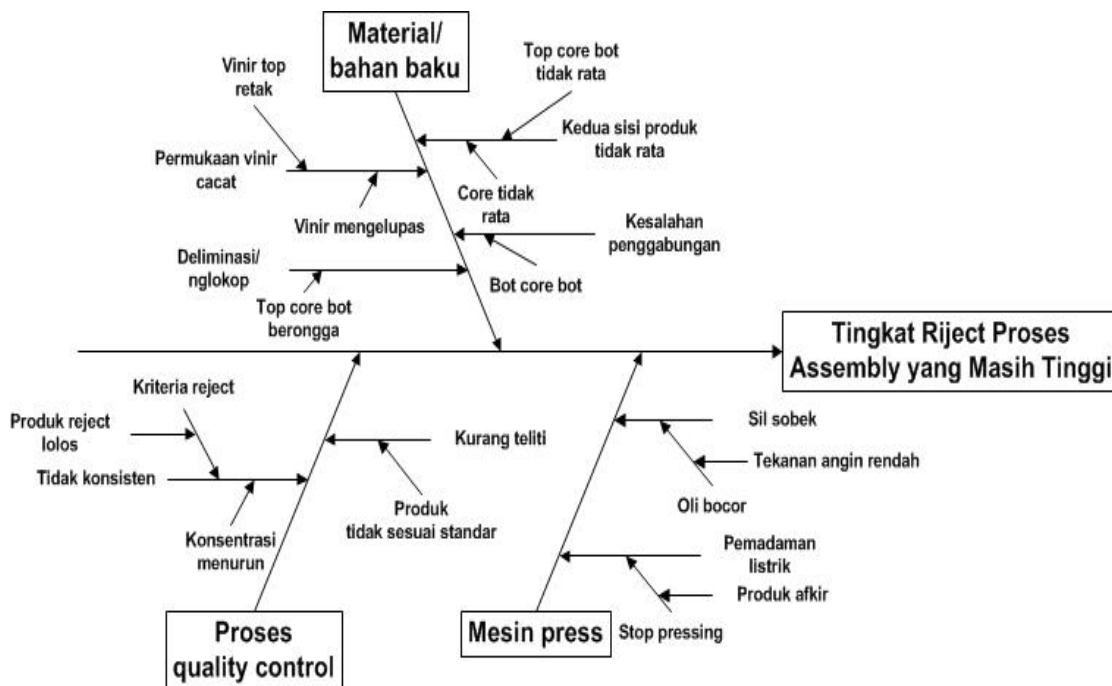 Material/
bahan baku
Vinir top
retak
Top core bot
tidak rata
Permukaan vinir
cacat
Kedua sisi produk
tidak rata
Vinir mengelupas
Core tidak
rata
Kesalahan
penggabungan
Deliminasi/
nglokop
Bot core bot
Top core bot
berongga
Tingkat Riject Proses
Assembly yang Masih Tinggi
Kriteria reject
Produk reject
lolos
Tidak konsisten
Konsentrasi
menurun
Kurang teliti
Produk
tidak sesuai standar
Sil sobek
Tekanan angin rendah
Oli bocor
Pemadaman
listrik
Produk afkir
Stop pressing
Proses
quality control
Mesin press